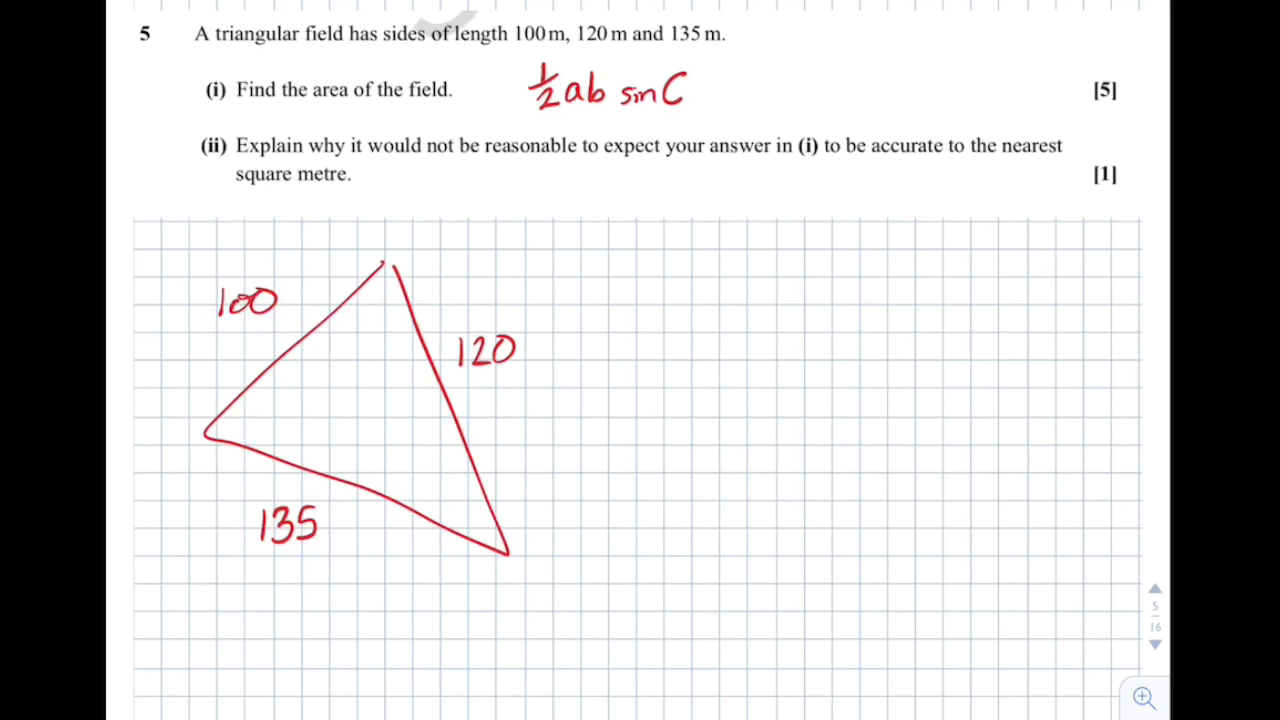 5 A triangular field has sides of length 100 m, 120 m and 135 m.
(i) Find the area of the field. ½ ab sin C [5]
(ii) Explain why it would not be reasonable to expect your answer in (i) to be accurate to the nearest
square metre. [1]
100
120
135
5
16